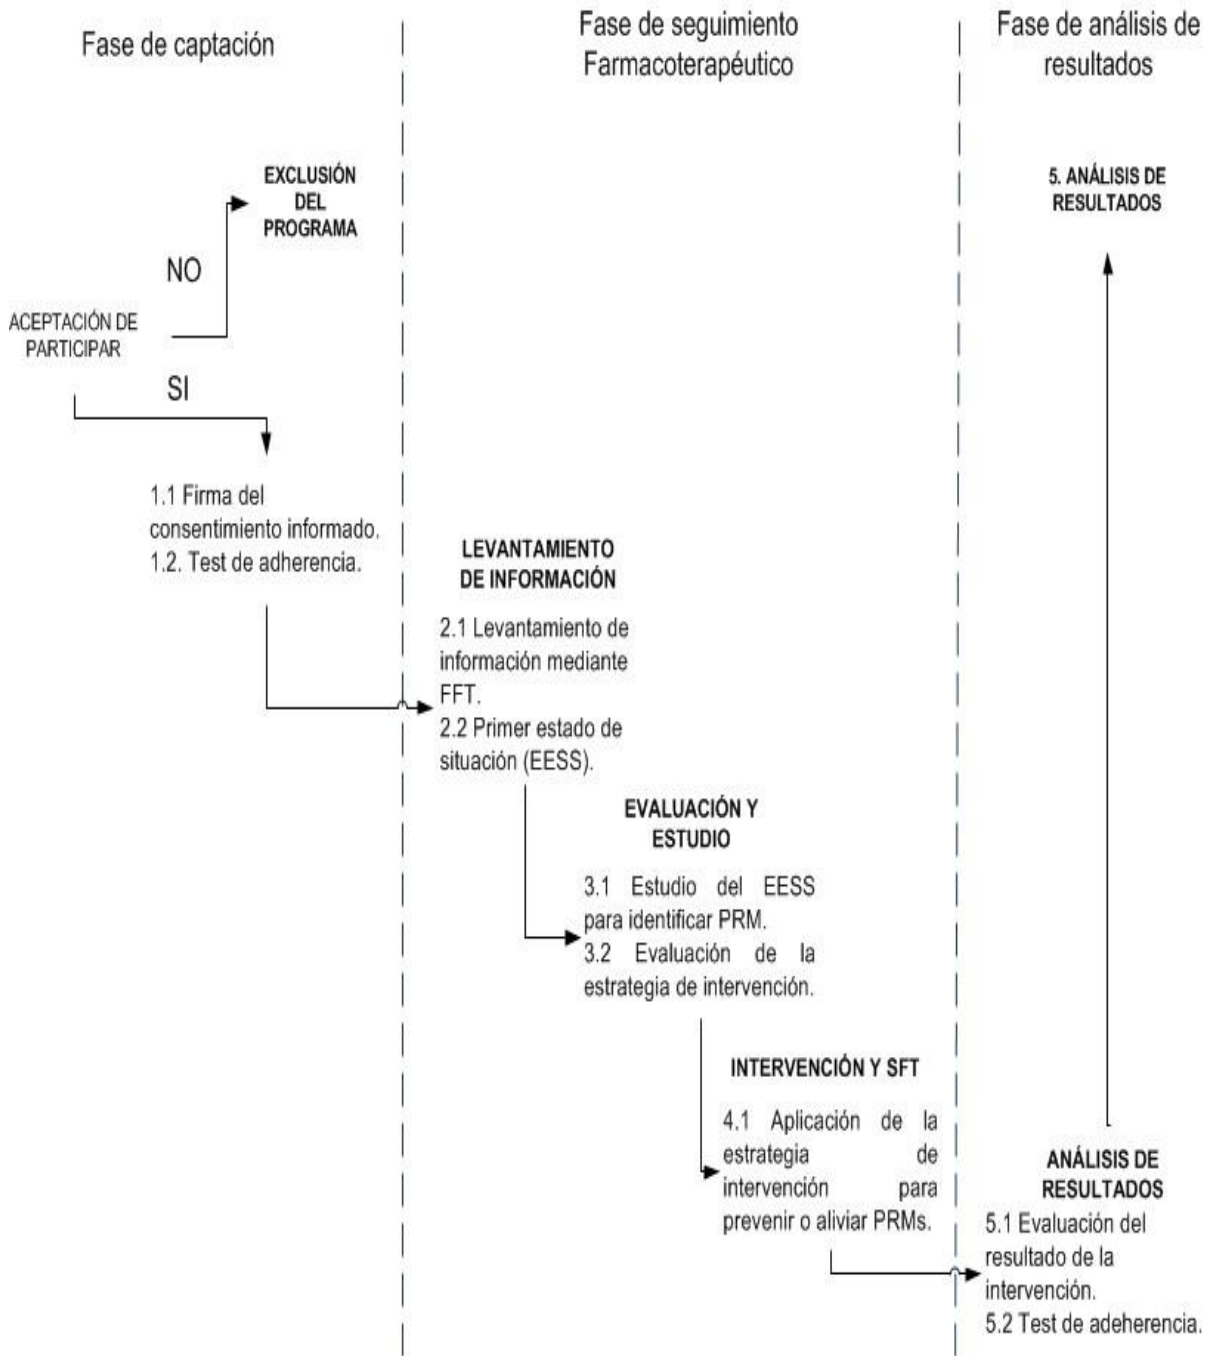 Fase de captación
Fase de seguimiento
Farmacoterapéutico
Fase de análisis de
resultados
EXCLUSIÓN
DEL
PROGRAMA
NO
ACEPTACIÓN DE
PARTICIPAR
SI
1.1 Firma del
consentimiento informado.
1.2. Test de adherencia.
LEVANTAMIENTO
DE INFORMACIÓN
2.1 Levantamiento de
información mediante
FFT.
2.2 Primer estado de
situación (EESS).
EVALUACIÓN Y
ESTUDIO
3.1 Estudio del EESS
para identificar PRM.
3.2 Evaluación de la
estrategia de intervención.
INTERVENCIÓN Y SFT
4.1 Aplicación de la
estrategia de
intervención para
prevenir o aliviar PRMs.
5. ANÁLISIS DE
RESULTADOS
ANÁLISIS DE
RESULTADOS
5.1 Evaluación del
resultado de la
intervención.
5.2 Test de adeherencia.